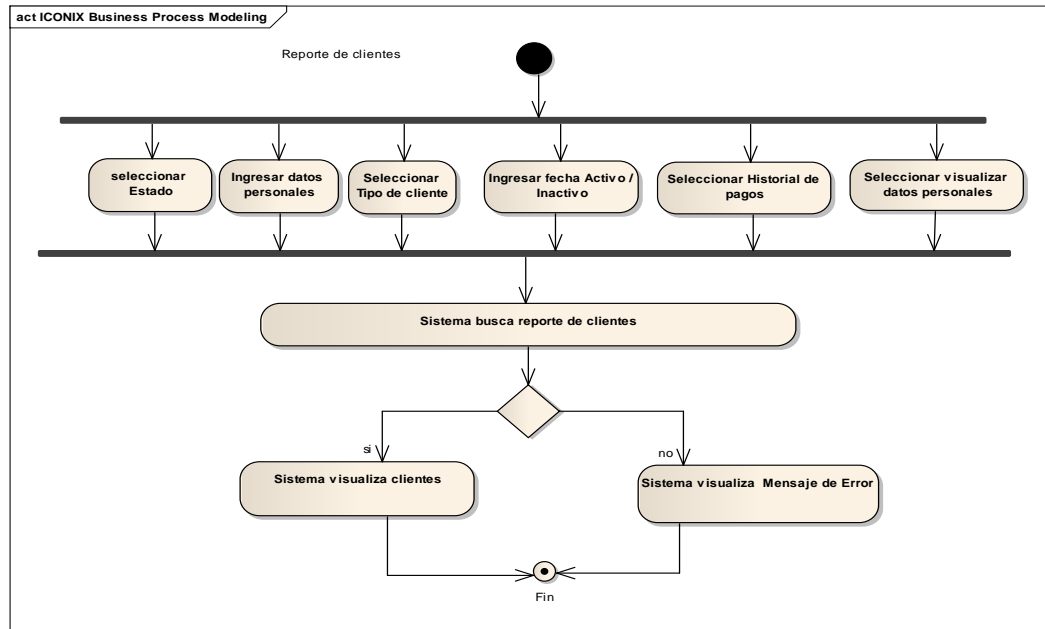 act ICONIX Business Process Modeling
Reporte de clientes
seleccionar
Estado
Ingresar datos
personales
Seleccionar
Tipo de cliente
Ingresar fecha Activo /
Inactivo
Seleccionar Historial de
pagos
Seleccionar visualizar
datos personales
Sistema busca reporte de clientes
si
no
Sistema visualiza clientes
Sistema visualiza Mensaje de Error
Fin